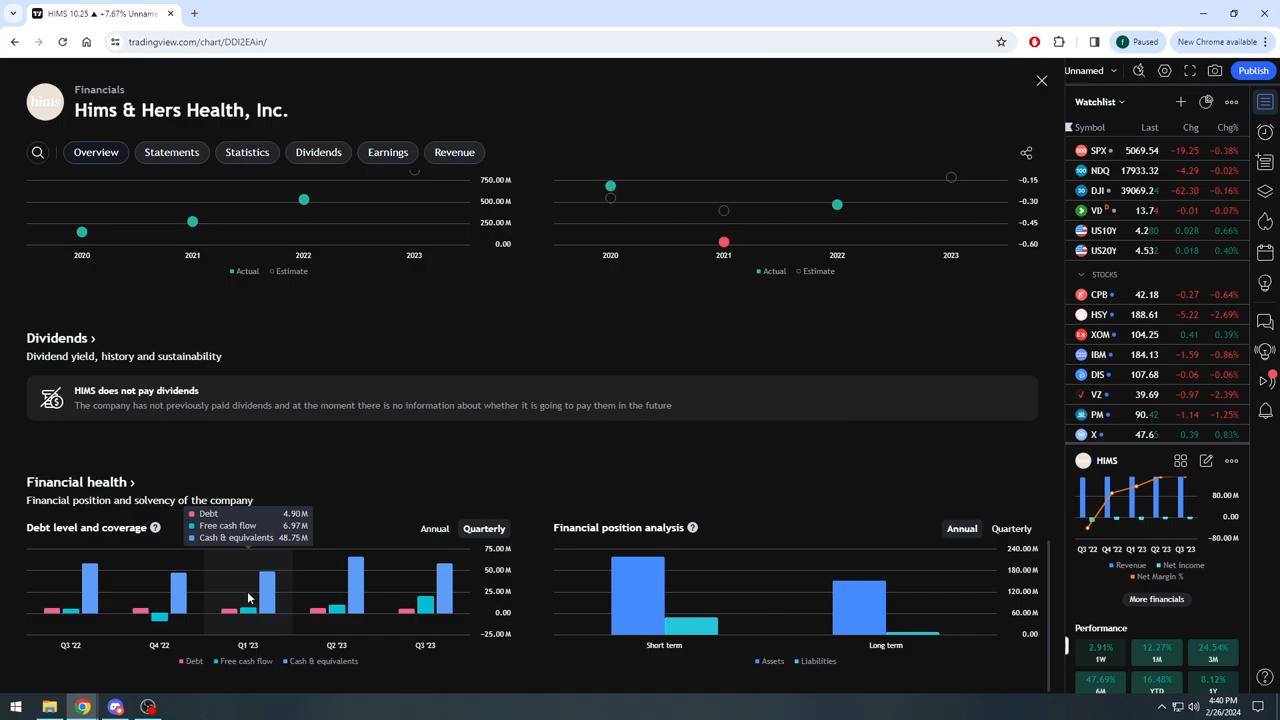 HIMS 10.25 ▲ +7.67% Unname
tradingview.com/chart/DDI2EAin/
f Paused
New Chrome available
hims
Financials
Hims & Hers Health, Inc.
Unnamed
Publish
Overview
Statements
Statistics
Dividends
Earnings
Revenue
750.00 M
500.00 M
250.00 M
0.00
2020 2021 2022 2023
Actual Estimate
−0.15
−0.30
−0.45
−0.60
2020 2021 2022 2023
Actual Estimate
Dividends ›
Dividend yield, history and sustainability
HIMS does not pay dividends
The company has not previously paid dividends and at the moment there is no information about whether it is going to pay them in the future
Financial health ›
Financial position and solvency of the company
Debt level and coverage ?
Annual Quarterly
Debt 4.90 M
Free cash flow 6.97 M
Cash & equivalents 48.75 M
75.00 M
50.00 M
25.00 M
0.00
−25.00 M
Q3 '22 Q4 '22 Q1 '23 Q2 '23 Q3 '23
Debt Free cash flow Cash & equivalents
Financial position analysis ?
Annual Quarterly
240.00 M
180.00 M
120.00 M
60.00 M
0.00
Short term Long term
Assets Liabilities
Watchlist
Symbol Last Chg Chg%
SPX 5069.54 −19.25 −0.38%
NDQ 17933.32 −4.29 −0.02%
DJI 39069.24 −62.30 −0.16%
VD D 13.74 −0.01 −0.07%
US10Y 4.280 0.028 0.66%
US20Y 4.532 0.018 0.40%
STOCKS
CPB 42.18 −0.27 −0.64%
HSY 188.61 −5.22 −2.69%
XOM 104.25 0.41 0.39%
IBM 184.13 −1.59 −0.86%
DIS 107.68 −0.06 −0.06%
VZ 39.69 −0.97 −2.39%
PM 90.42 −1.14 −1.25%
X 47.65 0.39 0.83%
HIMS
80.00 M
0.00
−80.00 M
Q3 '22 Q4 '22 Q1 '23 Q2 '23 Q3 '23
Revenue Net income
Net Margin %
More financials
Performance
2.91% 12.27% 24.54%
1W 1M 3M
47.69% 16.48% 8.12%
6M YTD 1Y
4:40 PM
2/26/2024